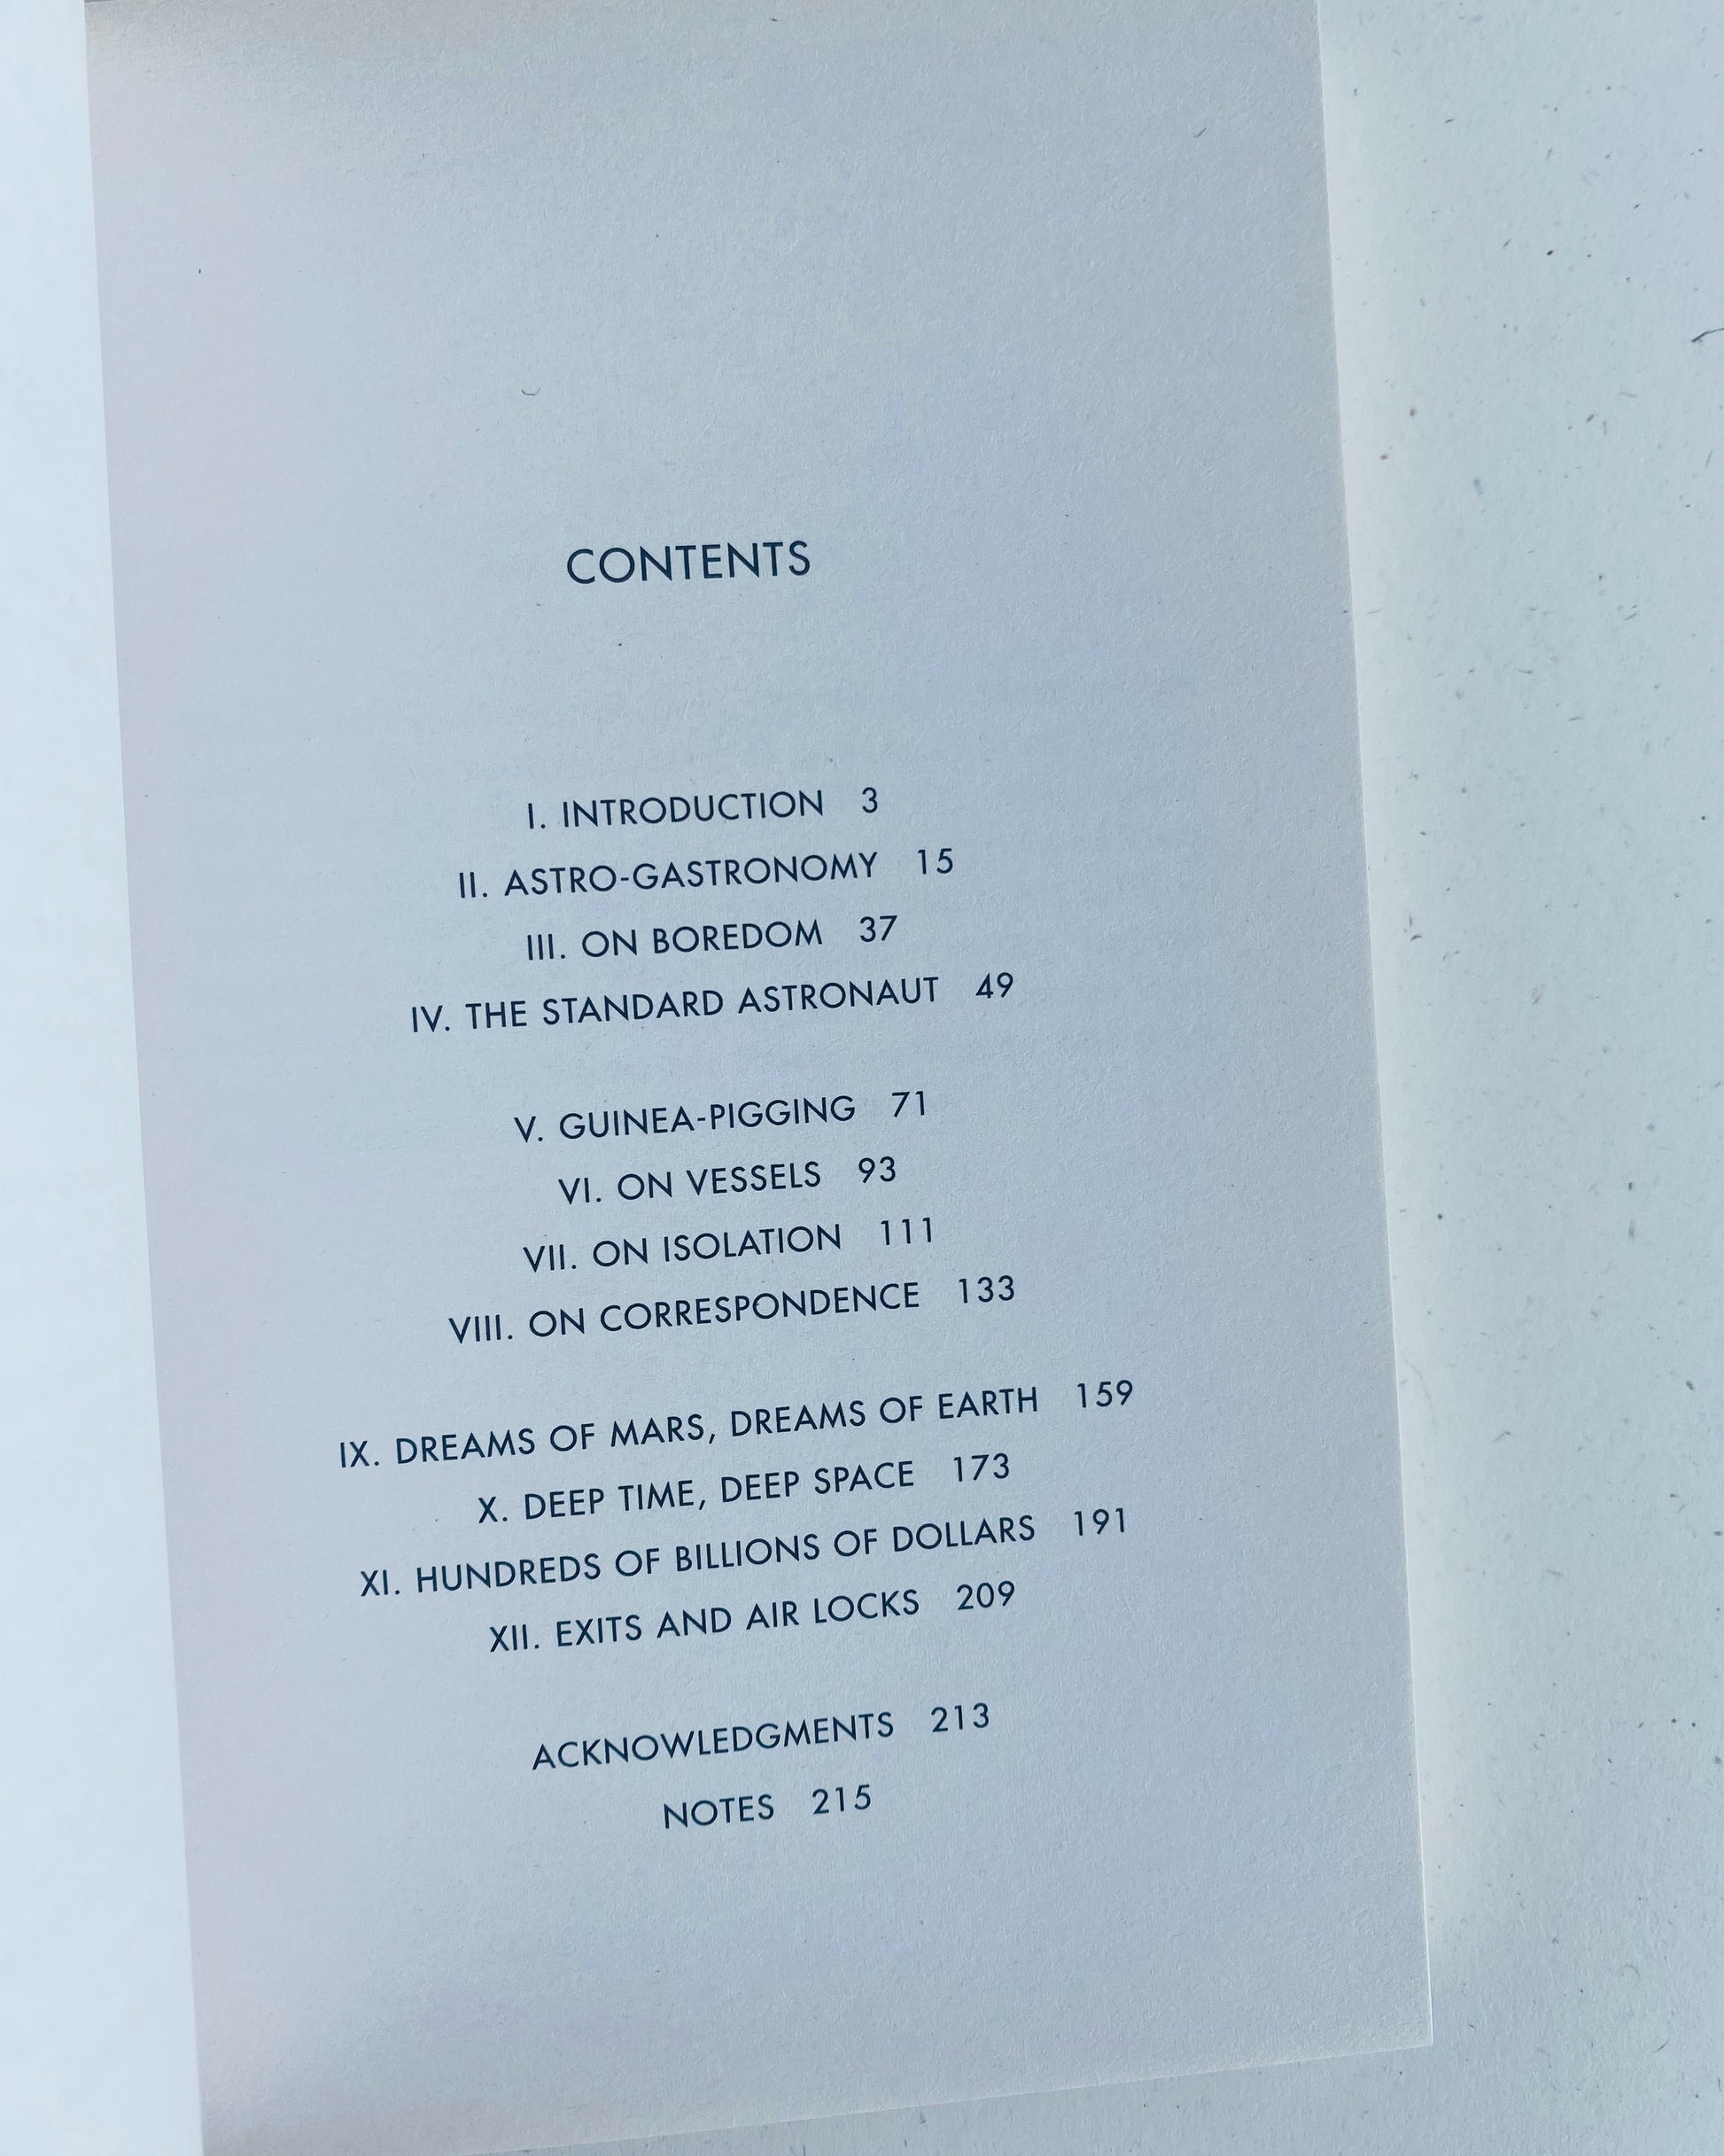 CONTENTS
I. INTRODUCTION 3
II. ASTRO-GASTRONOMY 15
III. ON BOREDOM 37
IV. THE STANDARD ASTRONAUT 49
V. GUINEA-PIGGING 71
VI. ON VESSELS 93
VII. ON ISOLATION 111
VIII. ON CORRESPONDENCE 133
IX. DREAMS OF MARS, DREAMS OF EARTH 159
X. DEEP TIME, DEEP SPACE 173
XI. HUNDREDS OF BILLIONS OF DOLLARS 191
XII. EXITS AND AIR LOCKS 209
ACKNOWLEDGMENTS 213
NOTES 215